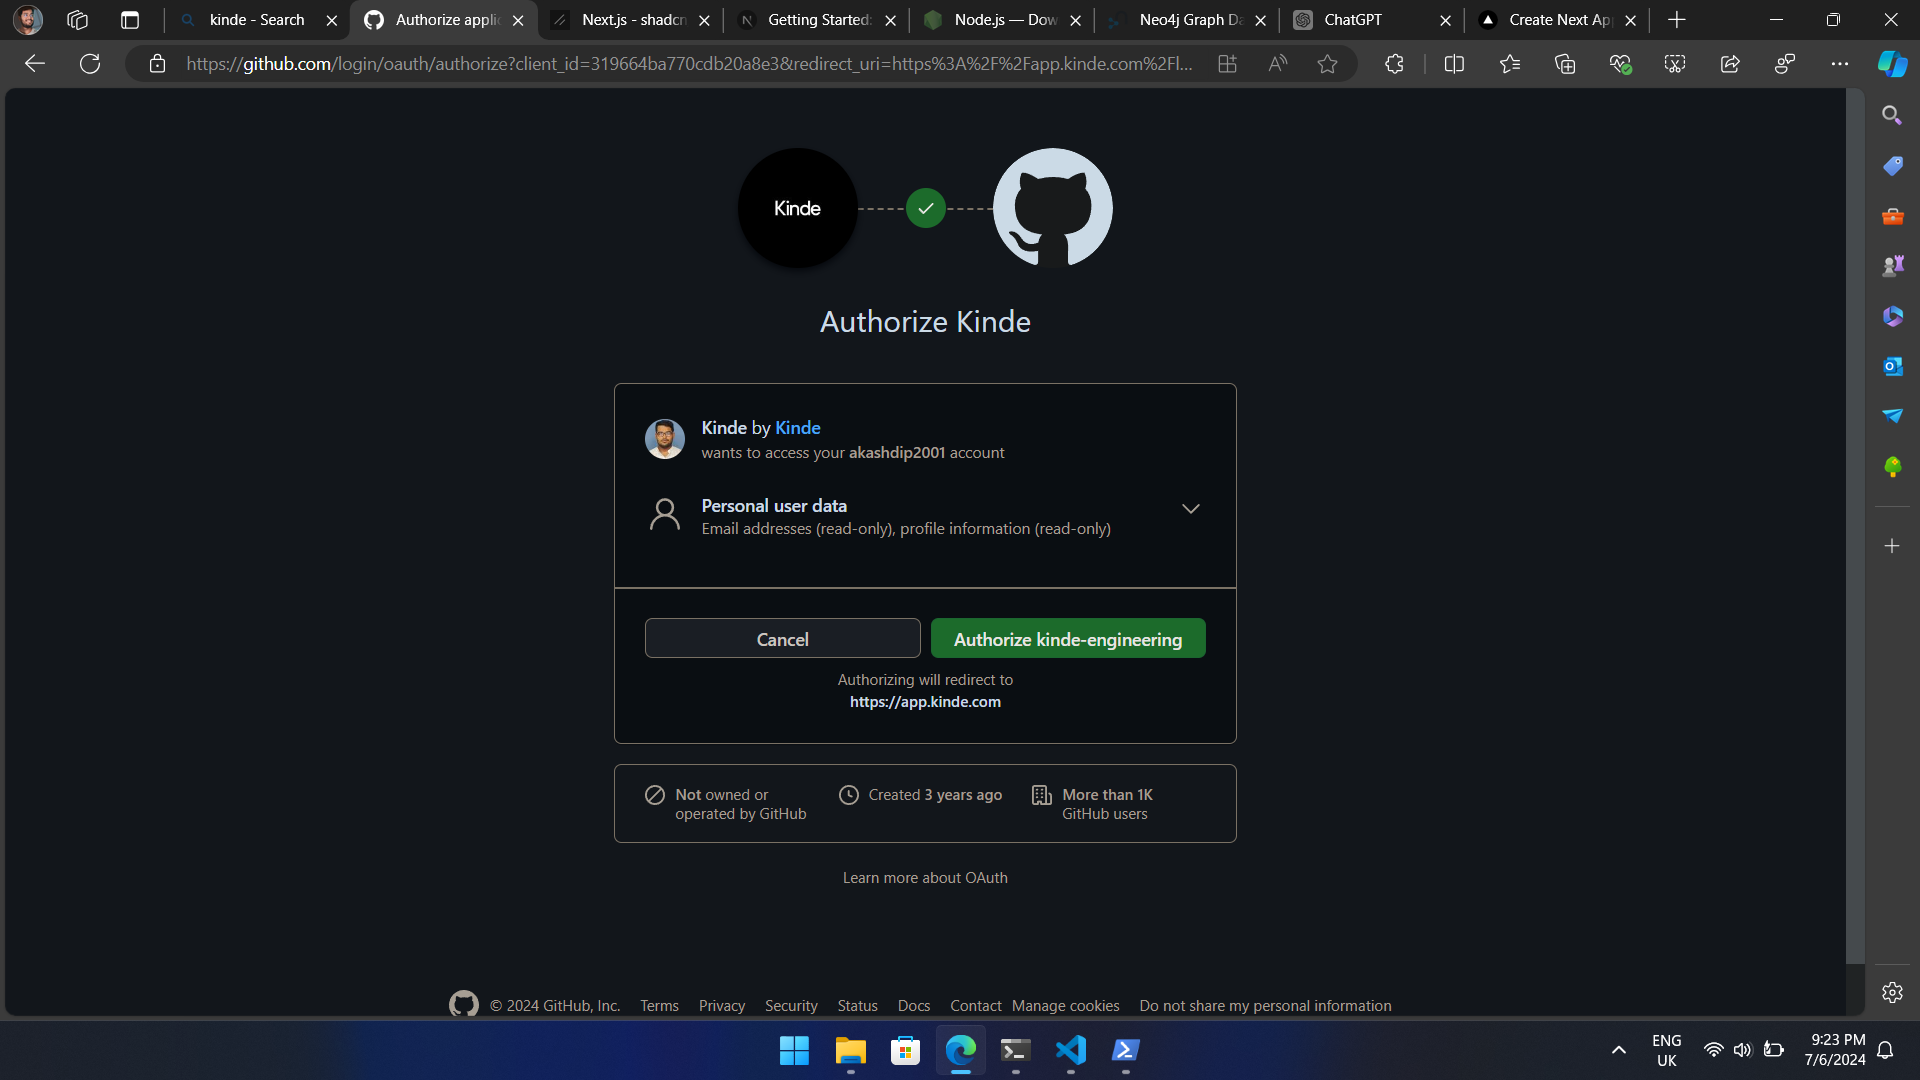 kinde - Search
Authorize applic
Next.js - shadcn
Getting Started:
Node.js — Dow
Neo4j Graph Da
ChatGPT
Create Next Ap
https://github.com/login/oauth/authorize?client_id=319664ba770cdb20a8e3&redirect_uri=https%3A%2F%2Fapp.kinde.com%2Fl...
Kinde
Authorize Kinde
Kinde by Kinde
wants to access your akashdip2001 account
Personal user data
Email addresses (read-only), profile information (read-only)
Cancel
Authorize kinde-engineering
Authorizing will redirect to
https://app.kinde.com
Not owned or
operated by GitHub
Created 3 years ago
More than 1K
GitHub users
Learn more about OAuth
© 2024 GitHub, Inc. Terms Privacy Security Status Docs Contact Manage cookies Do not share my personal information
ENG
UK
9:23 PM
7/6/2024